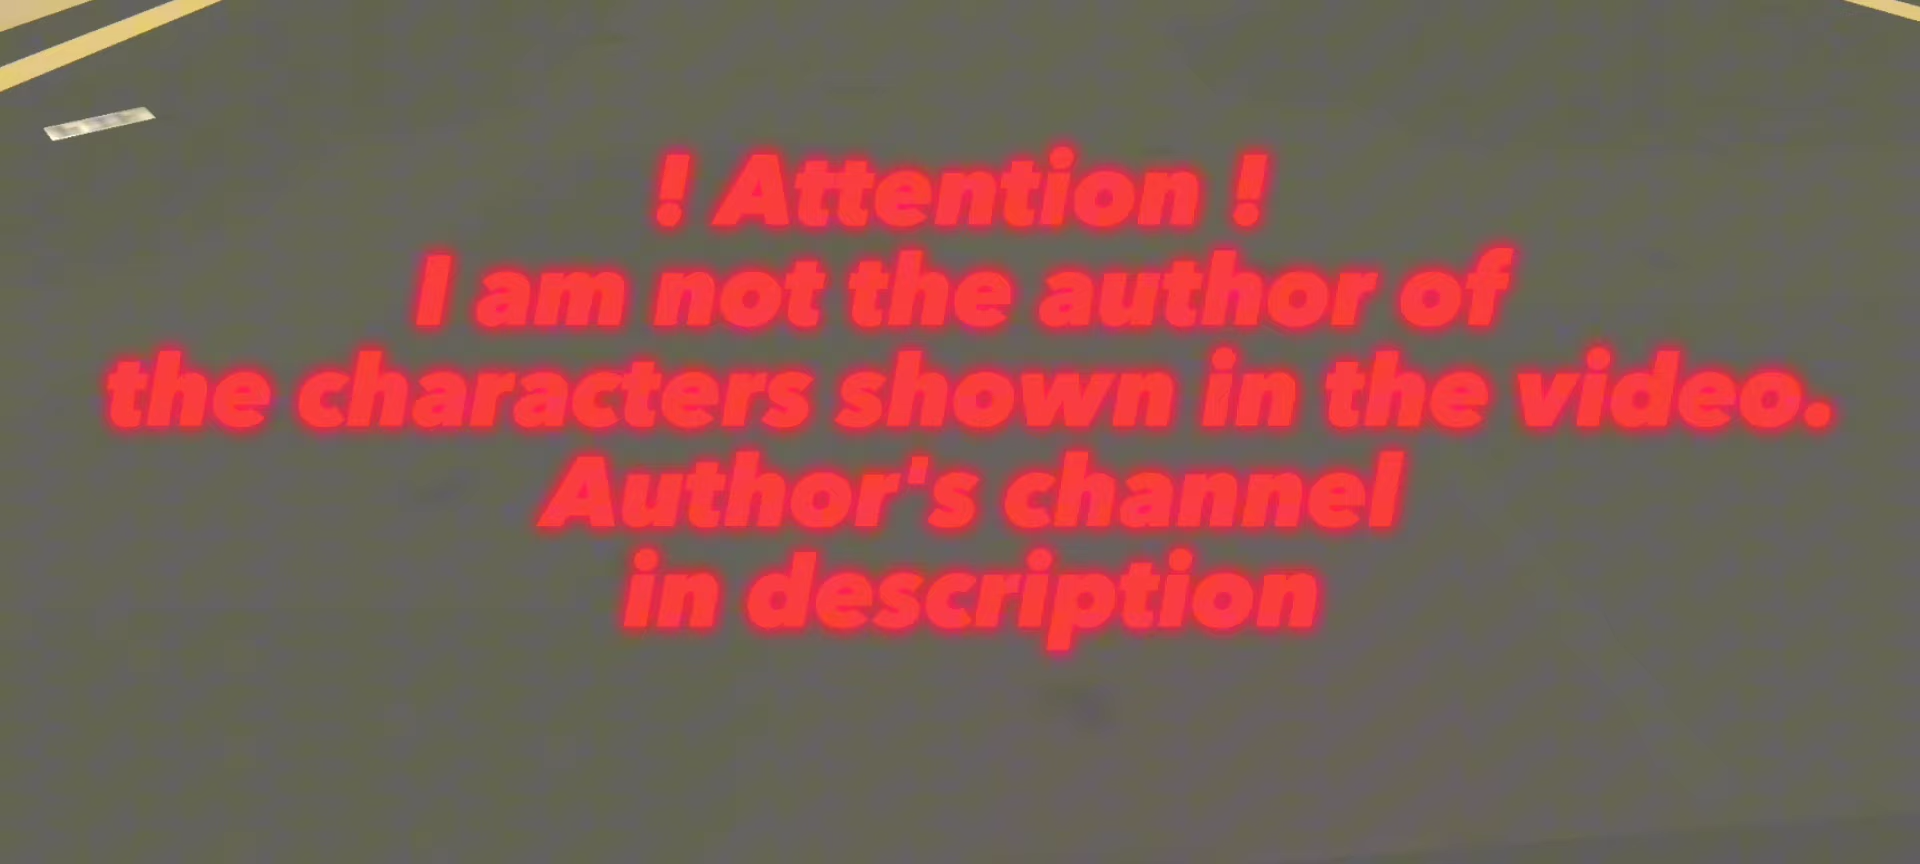 ! Attention !
I am not the author of
the characters shown in the video.
Author's channel
in description